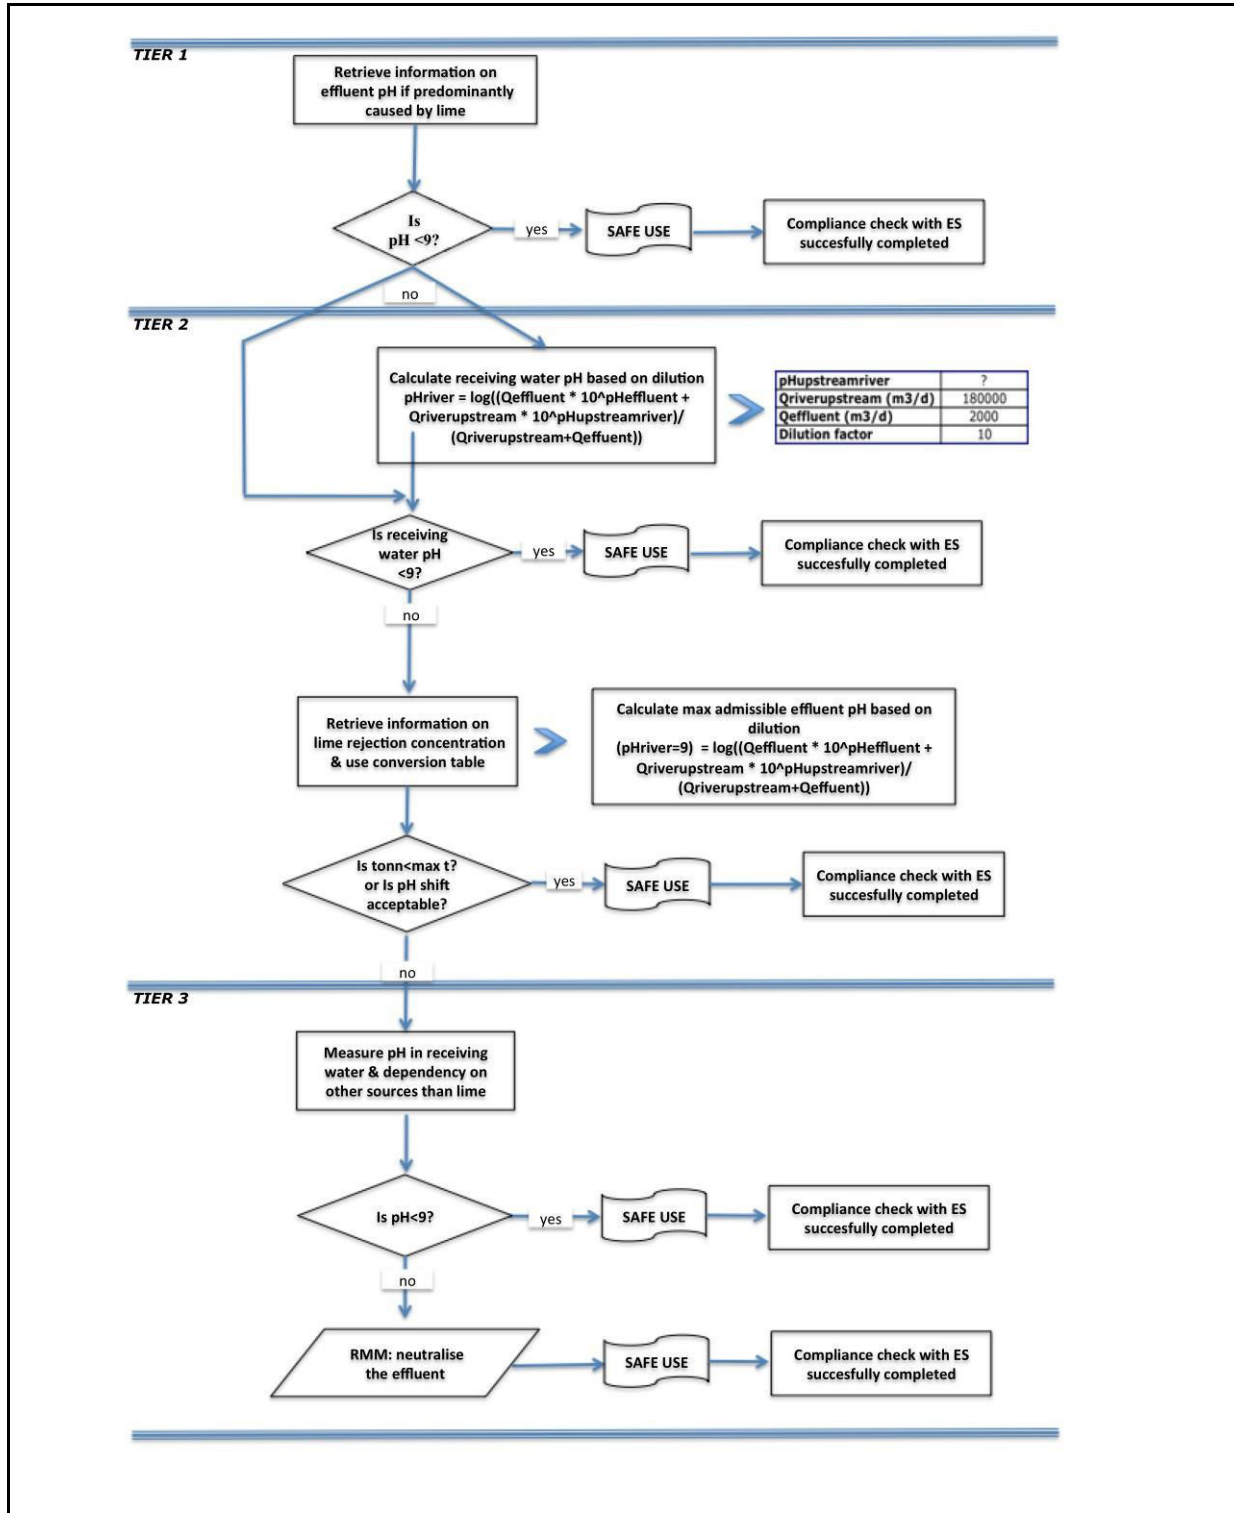 TIER 1
Retrieve information on
effluent pH if predominantly
caused by lime
Is
pH <9?
yes
SAFE USE
Compliance check with ES
succesfully completed
no
TIER 2
Calculate receiving water pH based on dilution
pHriver = log((Qeffluent * 10^pHeffluent +
Qriverupstream * 10^pHupstreamriver)/
(Qriverupstream+Qeffuent))
pHupstreamriver ?
Qriverupstream (m3/d) 180000
Qeffluent (m3/d) 2000
Dilution factor 10
Is receiving
water pH
<9?
yes
SAFE USE
Compliance check with ES
succesfully completed
no
Retrieve information on
lime rejection concentration
& use conversion table
Calculate max admissible effluent pH based on
dilution
(pHriver=9) = log((Qeffluent * 10^pHeffluent +
Qriverupstream * 10^pHupstreamriver)/
(Qriverupstream+Qeffuent))
Is tonn<max t?
or Is pH shift
acceptable?
yes
SAFE USE
Compliance check with ES
succesfully completed
no
TIER 3
Measure pH in receiving
water & dependency on
other sources than lime
Is pH<9?
yes
SAFE USE
Compliance check with ES
succesfully completed
no
RMM: neutralise
the effluent
SAFE USE
Compliance check with ES
succesfully completed